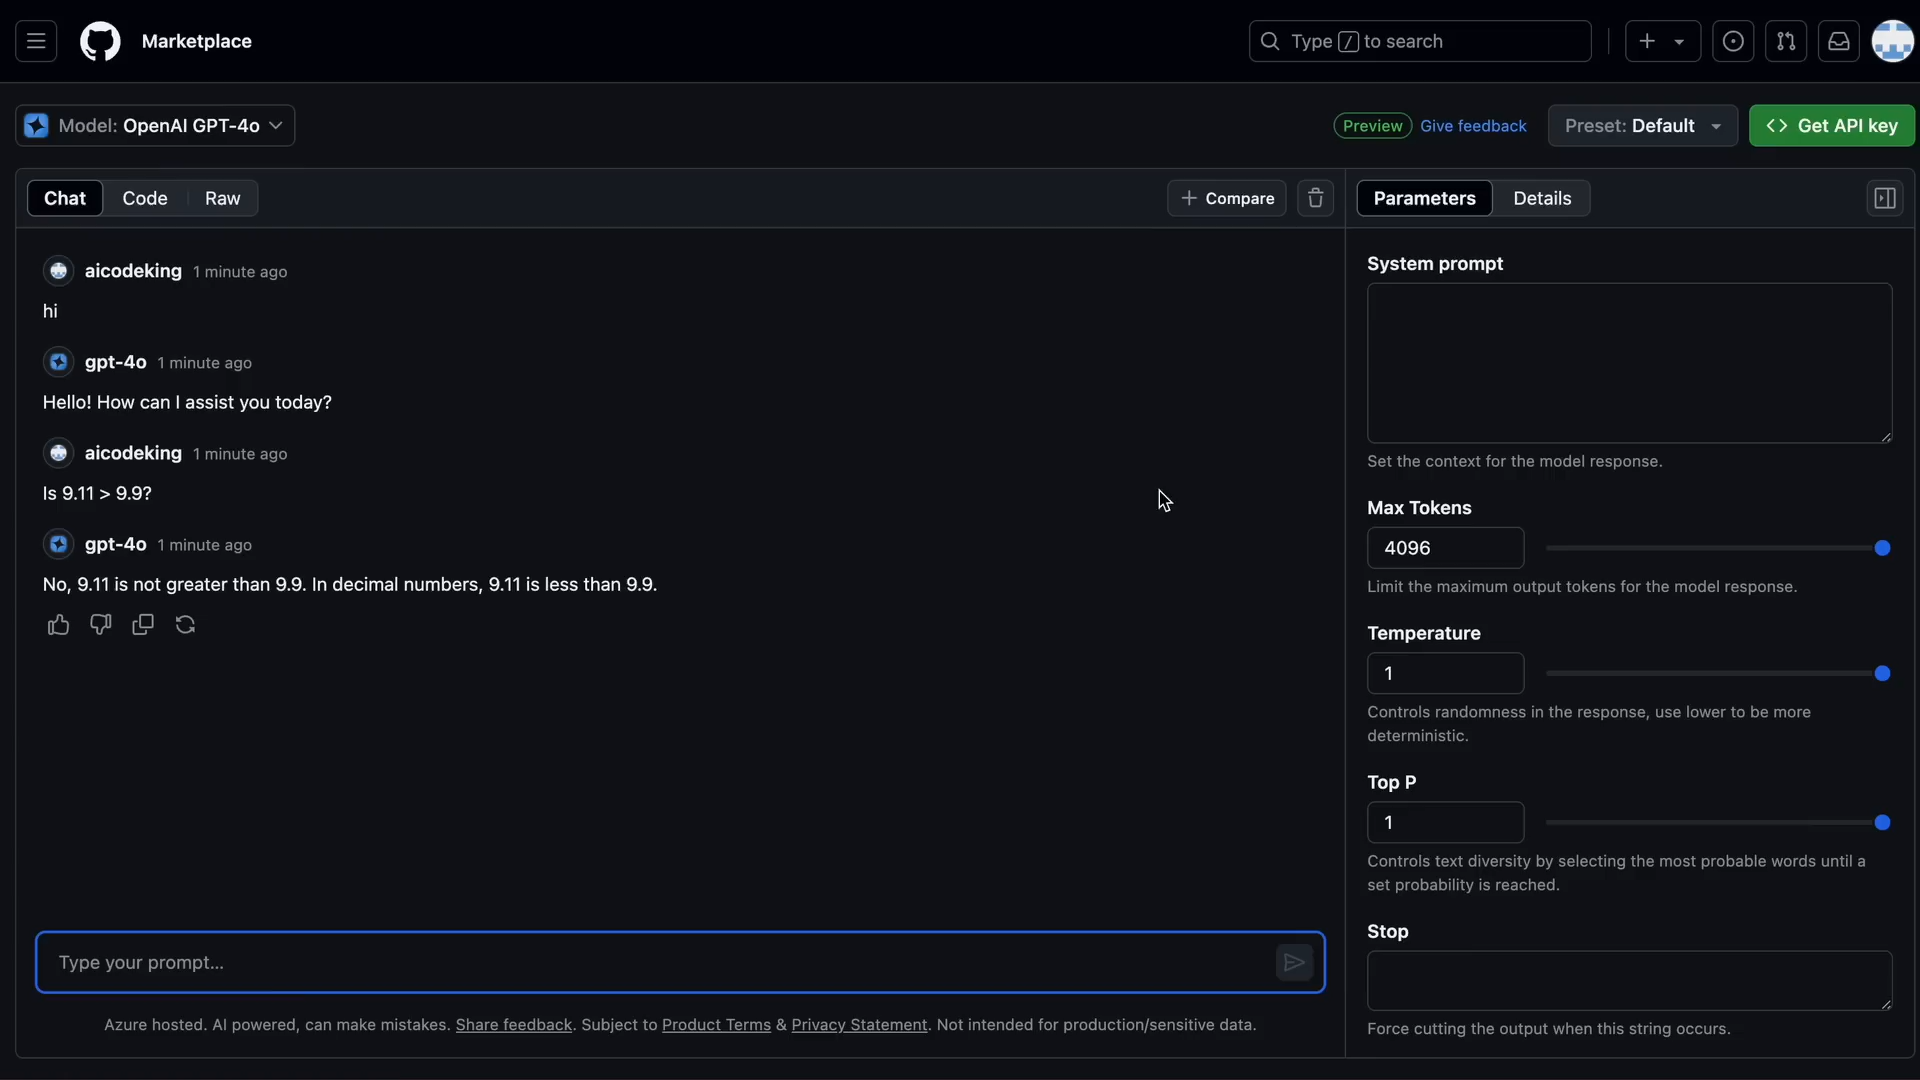 Marketplace
Type / to search
Model: OpenAI GPT-4o
Preview Give feedback Preset: Default Get API key
Chat Code Raw
Compare
Parameters Details
aicodeking 1 minute ago
hi
gpt-4o 1 minute ago
Hello! How can I assist you today?
aicodeking 1 minute ago
Is 9.11 > 9.9?
gpt-4o 1 minute ago
No, 9.11 is not greater than 9.9. In decimal numbers, 9.11 is less than 9.9.
Type your prompt...
Azure hosted. AI powered, can make mistakes. Share feedback. Subject to Product Terms & Privacy Statement. Not intended for production/sensitive data.
System prompt
Set the context for the model response.
Max Tokens
4096
Limit the maximum output tokens for the model response.
Temperature
1
Controls randomness in the response, use lower to be more
deterministic.
Top P
1
Controls text diversity by selecting the most probable words until a
set probability is reached.
Stop
Force cutting the output when this string occurs.